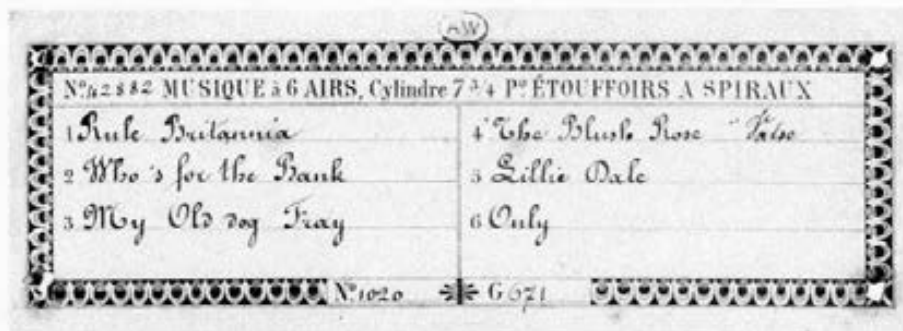 AW
Nº 42882 MUSIQUE à 6 AIRS, Cylindre 7 3/4 Pº ÉTOUFFOIRS A SPIRAUX
1 Rule Britannia
2 Who's for the Bank
3 My Old dog Tray
4 The Blush Rose Valse
5 Lillie Dale
6 Only
Nº 1020 G 671